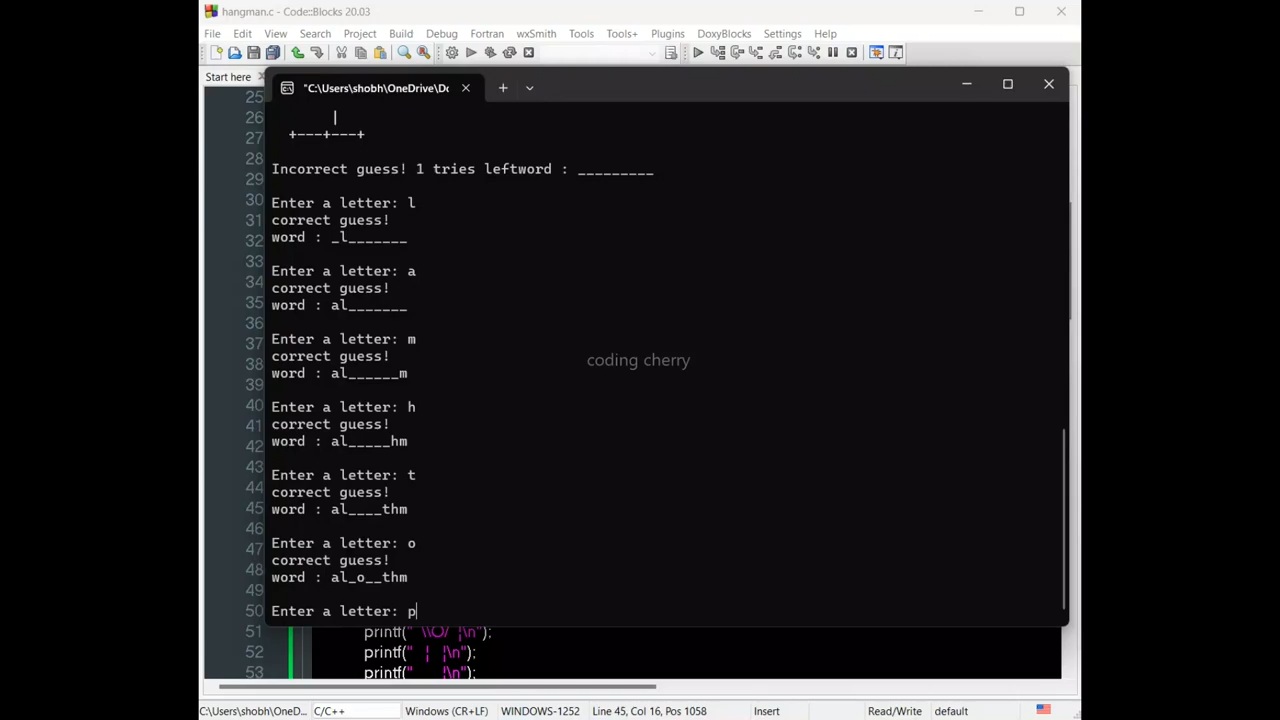 hangman.c - Code::Blocks 20.03
File Edit View Search Project Build Debug Fortran wxSmith Tools Tools+ Plugins DoxyBlocks Settings Help
Start here
"C:\Users\shobh\OneDrive\Dc
25
26 |
27 +---+---+
28
29 Incorrect guess! 1 tries leftword : _________
30
31 Enter a letter: l
correct guess!
32 word : _l_______
33
34 Enter a letter: a
35 correct guess!
word : al_______
36
37 Enter a letter: m
38 correct guess!
39 word : al______m
coding cherry
40
41 Enter a letter: h
correct guess!
42 word : al_____hm
43
44 Enter a letter: t
correct guess!
45 word : al____thm
46
47 Enter a letter: o
48 correct guess!
49 word : al_o__thm
50 Enter a letter: p
51 printf(" \\O/ ¦\n");
52 printf(" ¦ ¦\n");
53 printf(" ¦\n");
C:\Users\shobh\OneD... C/C++ Windows (CR+LF) WINDOWS-1252 Line 45, Col 16, Pos 1058 Insert Read/Write default